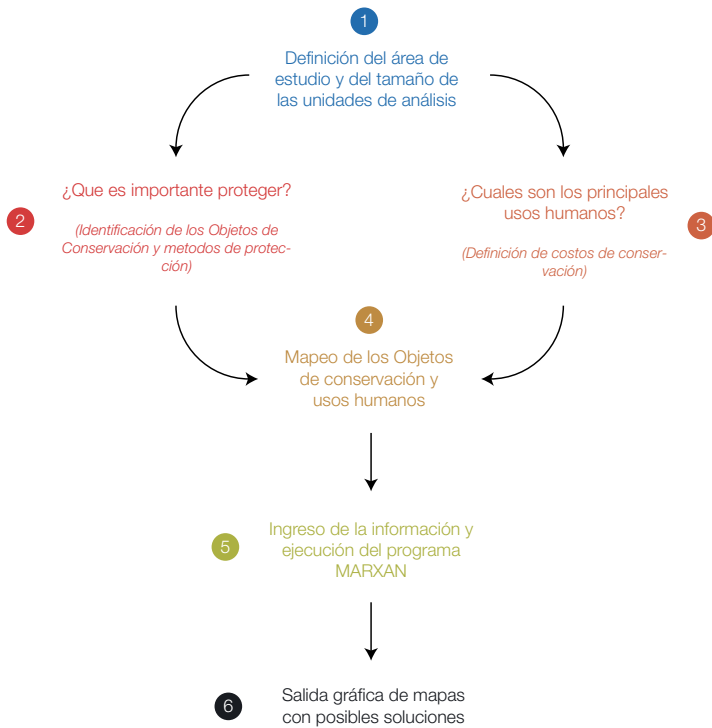 1
Definición del área de
estudio y del tamaño de
las unidades de análisis
2
¿Que es importante proteger?
(Identificación de los Objetos de
Conservación y metodos de protec-
ción)
3
¿Cuales son los principales
usos humanos?
(Definición de costos de conser-
vación)
4
Mapeo de los Objetos
de conservación y
usos humanos
5
Ingreso de la información y
ejecución del programa
MARXAN
6
Salida gráfica de mapas
con posibles soluciones